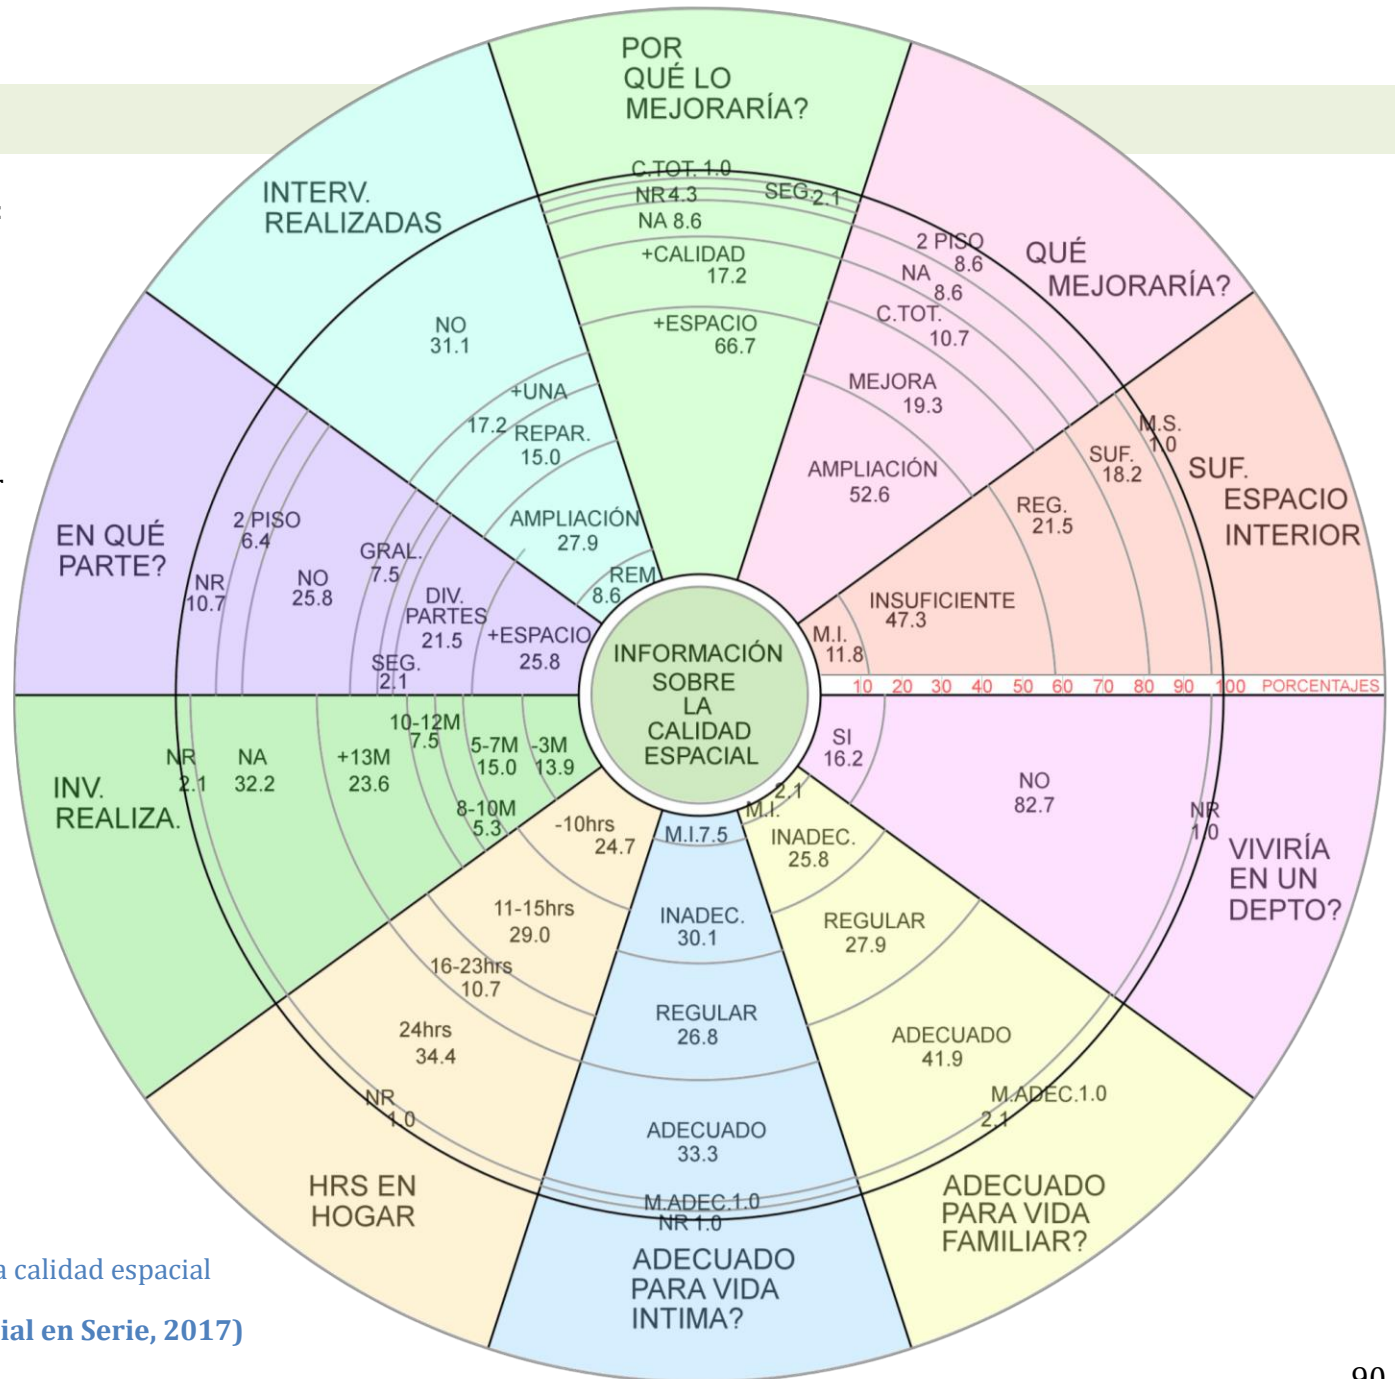 :
r
POR
QUÉ LO
MEJORARÍA?
C.TOT. 1.0
SEG. 2.1
NR 4.3
NA 8.6
+CALIDAD
17.2
+ESPACIO
66.7
QUÉ
MEJORARÍA?
2 PISO
8.6
NA
8.6
C.TOT.
10.7
MEJORA
19.3
AMPLIACIÓN
52.6
SUF.
ESPACIO
INTERIOR
M.S.
1.0
SUF.
18.2
REG.
21.5
INSUFICIENTE
47.3
M.I.
11.8
10 20 30 40 50 60 70 80 90 100 PORCENTAJES
VIVIRÍA
EN UN
DEPTO?
SI
16.2
NO
82.7
NR
1.0
ADECUADO
PARA VIDA
FAMILIAR?
2.1
M.I.
INADEC.
25.8
REGULAR
27.9
ADECUADO
41.9
M.ADEC.1.0
2.1
ADECUADO
PARA VIDA
INTIMA?
M.I.7.5
INADEC.
30.1
REGULAR
26.8
ADECUADO
33.3
M.ADEC.1.0
NR 1.0
HRS EN
HOGAR
-10hrs
24.7
11-15hrs
29.0
16-23hrs
10.7
24hrs
34.4
NR
1.0
INV.
REALIZA.
NR
2.1
NA
32.2
+13M
23.6
10-12M
7.5
8-10M
5.3
5-7M
15.0
-3M
13.9
EN QUÉ
PARTE?
NR
10.7
2 PISO
6.4
NO
25.8
GRAL.
7.5
SEG.
2.1
DIV.
PARTES
21.5
+ESPACIO
25.8
INTERV.
REALIZADAS
NO
31.1
+UNA
17.2
REPAR.
15.0
AMPLIACIÓN
27.9
REM
8.6
INFORMACIÓN
SOBRE
LA
CALIDAD
ESPACIAL
a calidad espacial
ial en Serie, 2017)
90